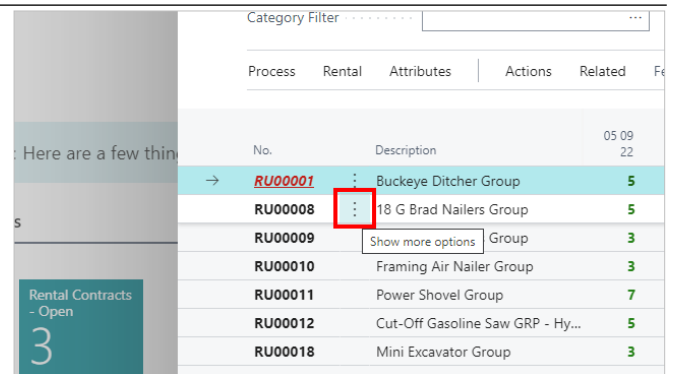 Category Filter
Process Rental Attributes Actions Related Fe
05 09
22
No. Description
: Here are a few thin
RU00001 Buckeye Ditcher Group 5
RU00008 18 G Brad Nailers Group 5
s
RU00009 Group 3
Show more options
RU00010 Framing Air Nailer Group 3
Rental Contracts
- Open
3
RU00011 Power Shovel Group 7
RU00012 Cut-Off Gasoline Saw GRP - Hy... 5
RU00018 Mini Excavator Group 3